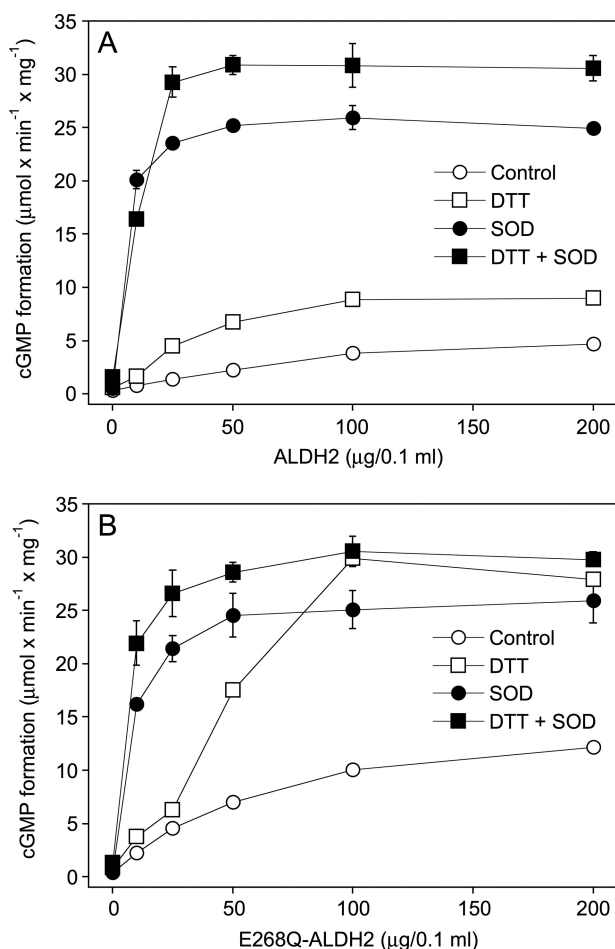 A
cGMP formation (μmol x min⁻¹ x mg⁻¹)
35
30
25
20
15
10
5
0
Control
DTT
SOD
DTT + SOD
0 50 100 150 200
ALDH2 (μg/0.1 ml)
B
cGMP formation (μmol x min⁻¹ x mg⁻¹)
35
30
25
20
15
10
5
0
Control
DTT
SOD
DTT + SOD
0 50 100 150 200
E268Q-ALDH2 (μg/0.1 ml)